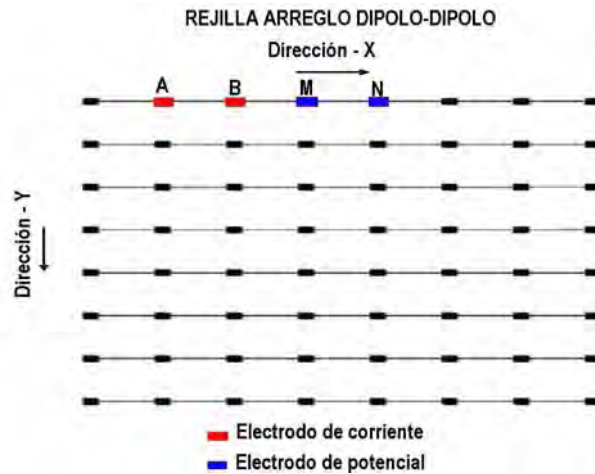 REJILLA ARREGLO DIPOLO-DIPOLO
Dirección - X
A B M N
Dirección - Y
Electrodo de corriente
Electrodo de potencial